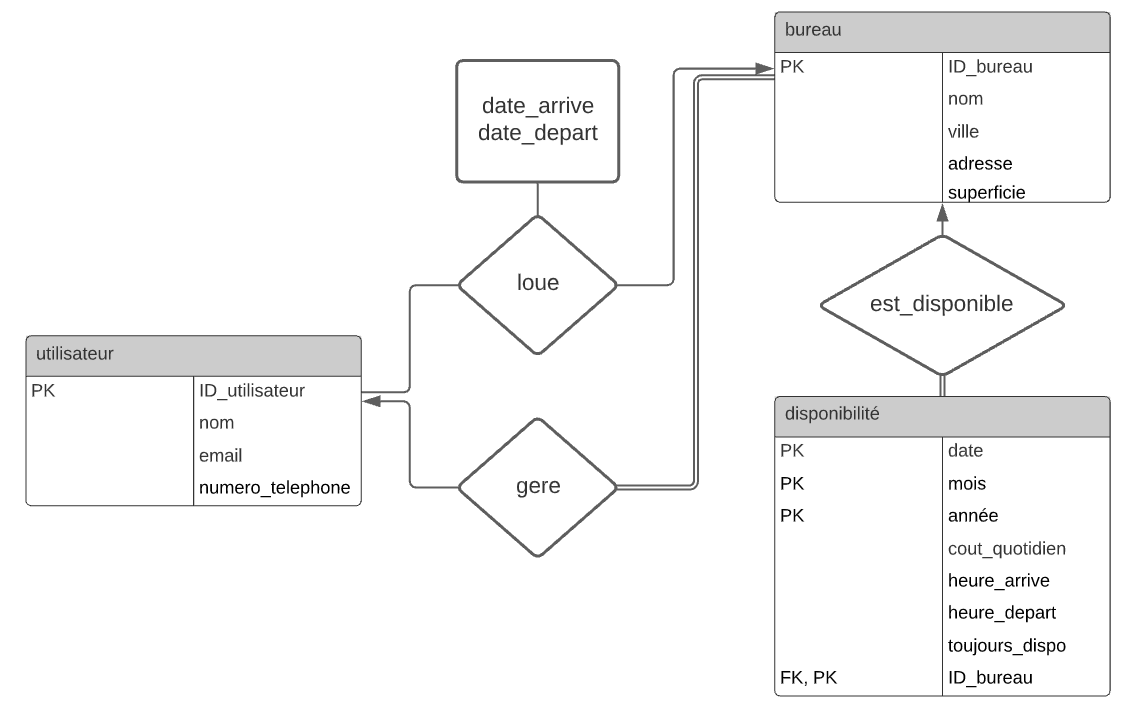 bureau
PK ID_bureau
nom
ville
adresse
superficie
date_arrive
date_depart
loue
est_disponible
utilisateur
PK ID_utilisateur
nom
email
numero_telephone
gere
disponibilité
PK date
PK mois
PK année
cout_quotidien
heure_arrive
heure_depart
toujours_dispo
FK, PK ID_bureau